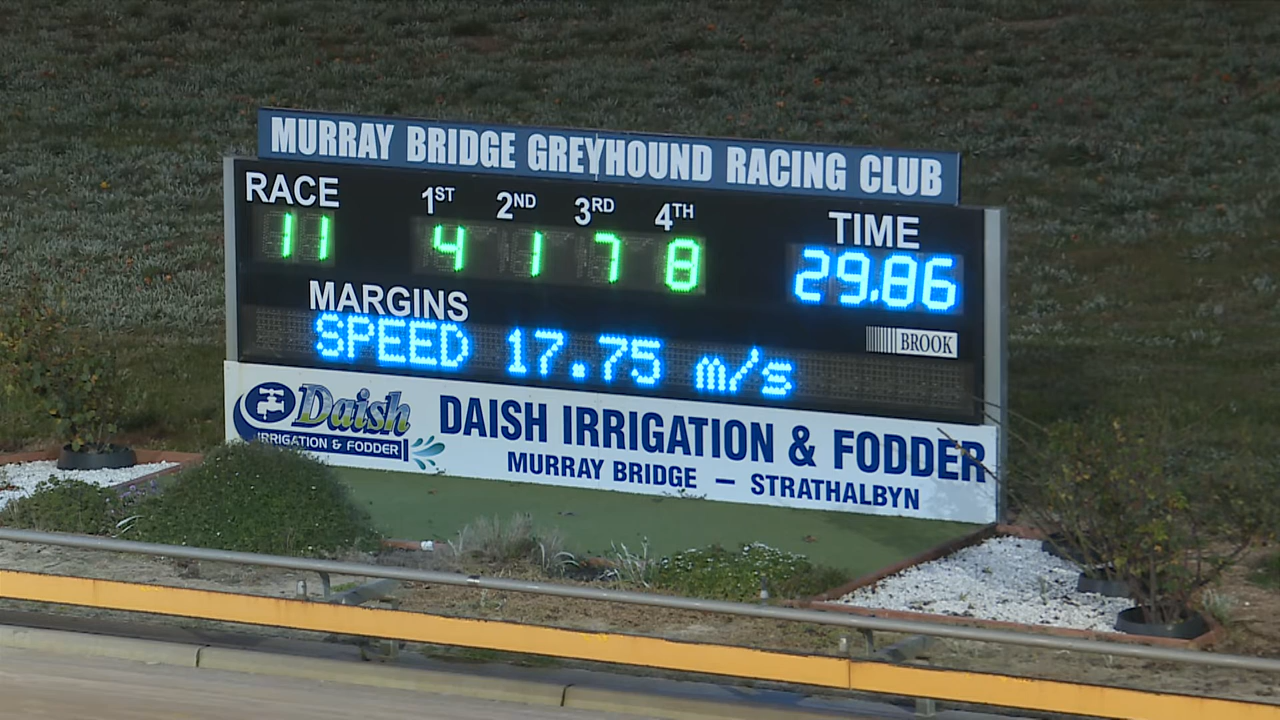 MURRAY BRIDGE GREYHOUND RACING CLUB
RACE 1ST 2ND 3RD 4TH TIME
11 4 1 7 8 29.86
MARGINS
SPEED 17.75 m/s
BROOK
Daish
IRRIGATION & FODDER
DAISH IRRIGATION & FODDER
MURRAY BRIDGE – STRATHALBYN